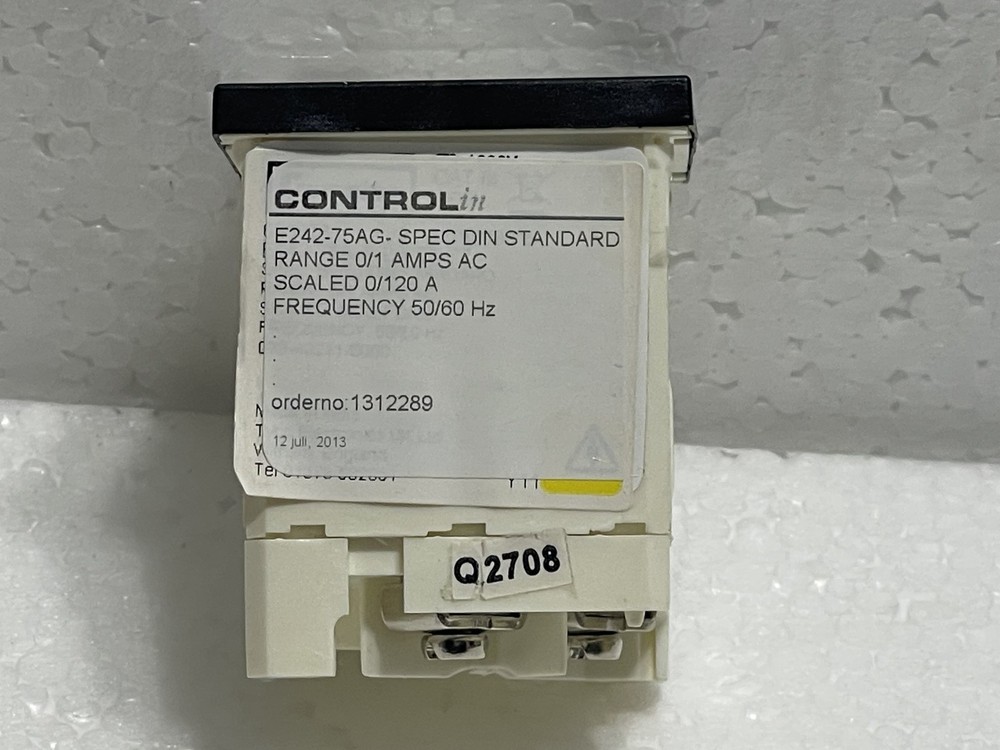 CONTROLin
E242-75AG- SPEC DIN STANDARD
RANGE 0/1 AMPS AC
SCALED 0/120 A
FREQUENCY 50/60 Hz
.
.
.
orderno:1312289
12 juli, 2013
Tel
Q2708